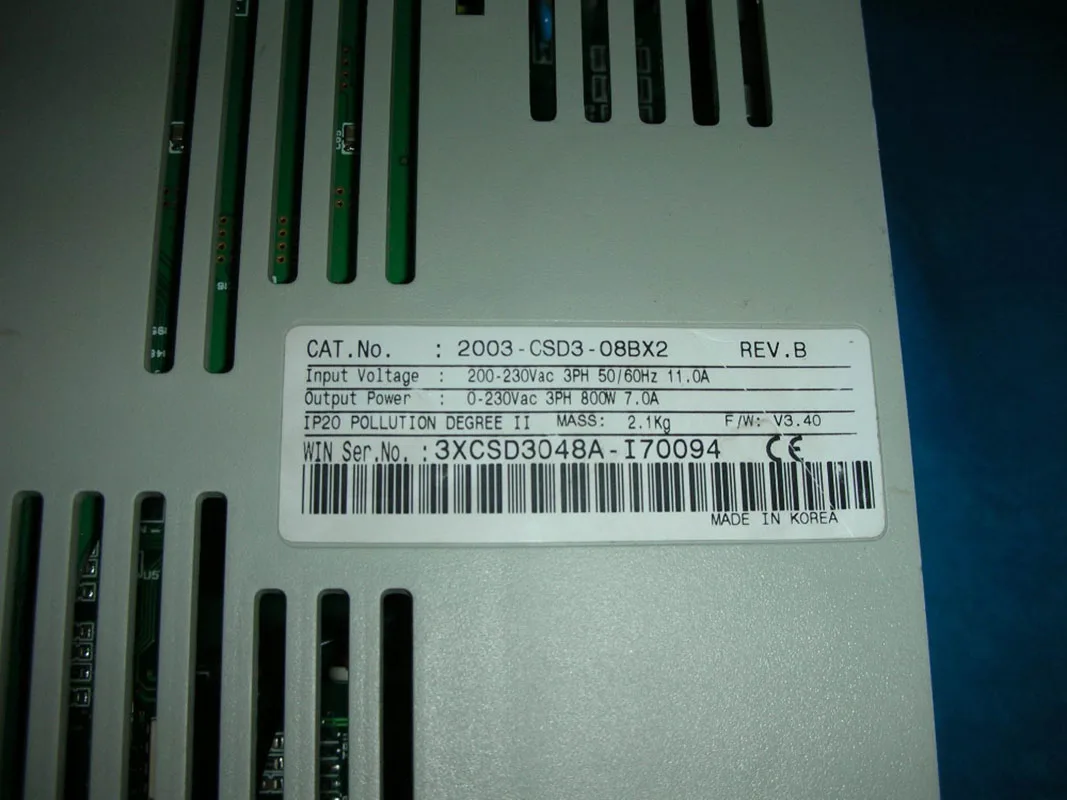 CAT.No. : 2003-CSD3-08BX2 REV.B
Input Voltage : 200-230Vac 3PH 50/60Hz 11.0A
Output Power : 0-230Vac 3PH 800W 7.0A
IP20 POLLUTION DEGREE II MASS: 2.1Kg F/W: V3.40
WIN Ser.No. : 3XCSD3048A-I70094 CE
MADE IN KOREA
U5